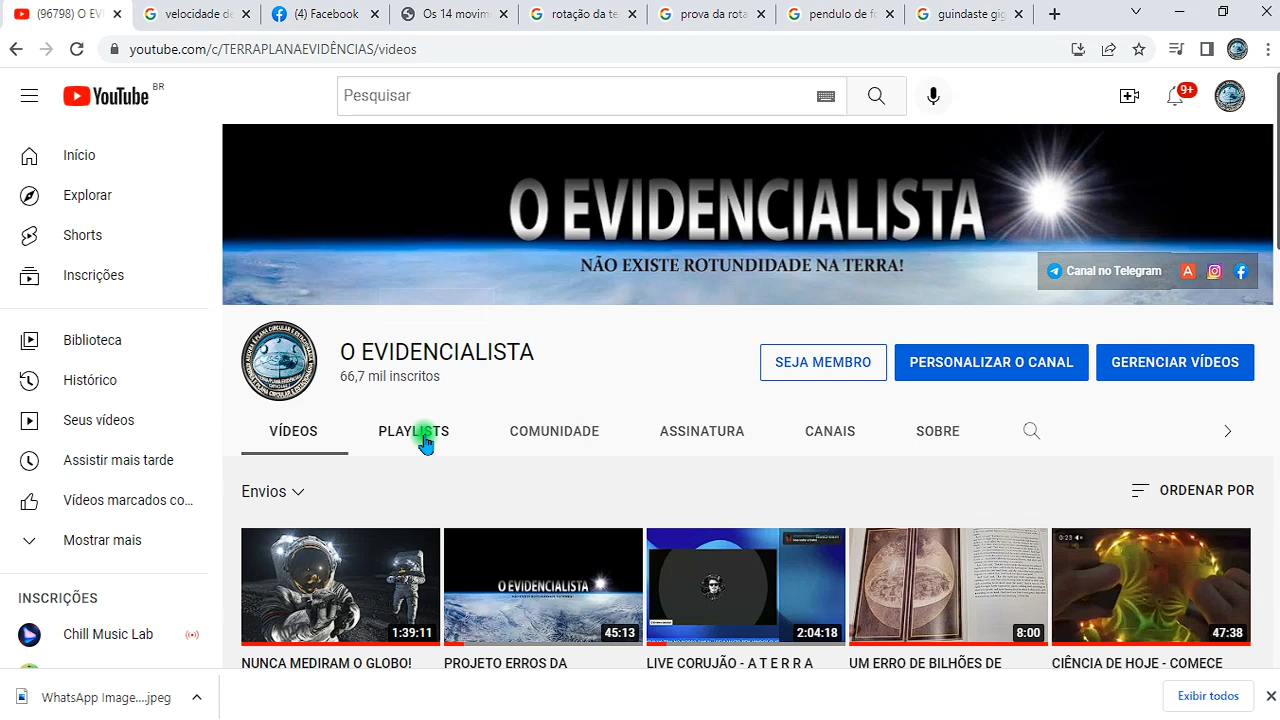 (96798) O EVI
velocidade de
(4) Facebook
Os 14 movim
rotação da te
prova da rota
pendulo de fo
guindaste gig
youtube.com/c/TERRAPLANAEVIDÊNCIAS/videos
YouTube BR
Pesquisar
9+
Início
Explorar
Shorts
Inscrições
Biblioteca
Histórico
Seus vídeos
Assistir mais tarde
Vídeos marcados co...
Mostrar mais
INSCRIÇÕES
Chill Music Lab
O EVIDENCIALISTA
NÃO EXISTE ROTUNDIDADE NA TERRA!
Canal no Telegram
O EVIDENCIALISTA
66,7 mil inscritos
SEJA MEMBRO
PERSONALIZAR O CANAL
GERENCIAR VÍDEOS
VÍDEOS
PLAYLISTS
COMUNIDADE
ASSINATURA
CANAIS
SOBRE
Envios
ORDENAR POR
1:39:11
O EVIDENCIALISTA
45:13
2:04:18
8:00
0:23
47:38
NUNCA MEDIRAM O GLOBO!
PROJETO ERROS DA
LIVE CORUJÃO - A T E R R A
UM ERRO DE BILHÕES DE
CIÊNCIA DE HOJE - COMECE
WhatsApp Image....jpeg
Exibir todos